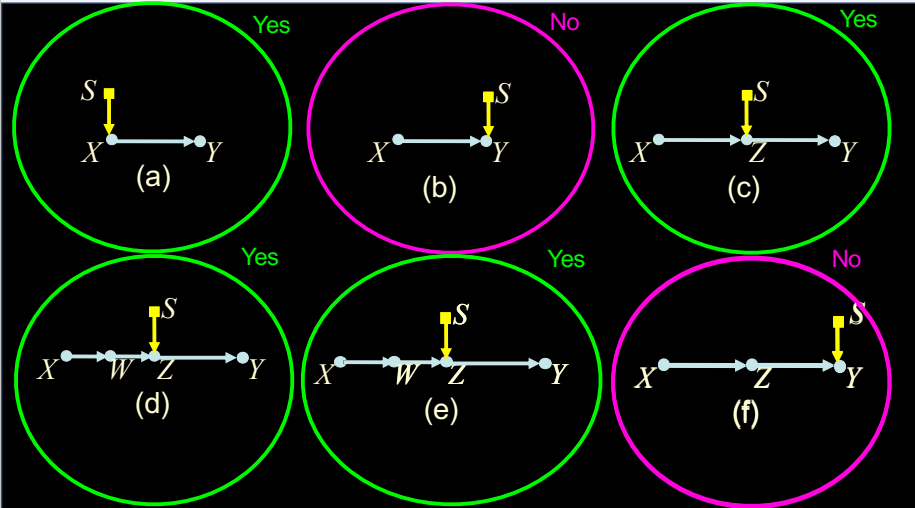 Yes
S
X Y
(a)
No
S
X Y
(b)
Yes
S
X Z Y
(c)
Yes
S
X W Z Y
(d)
Yes
S
X W Z Y
(e)
No
S
X Z Y
(f)